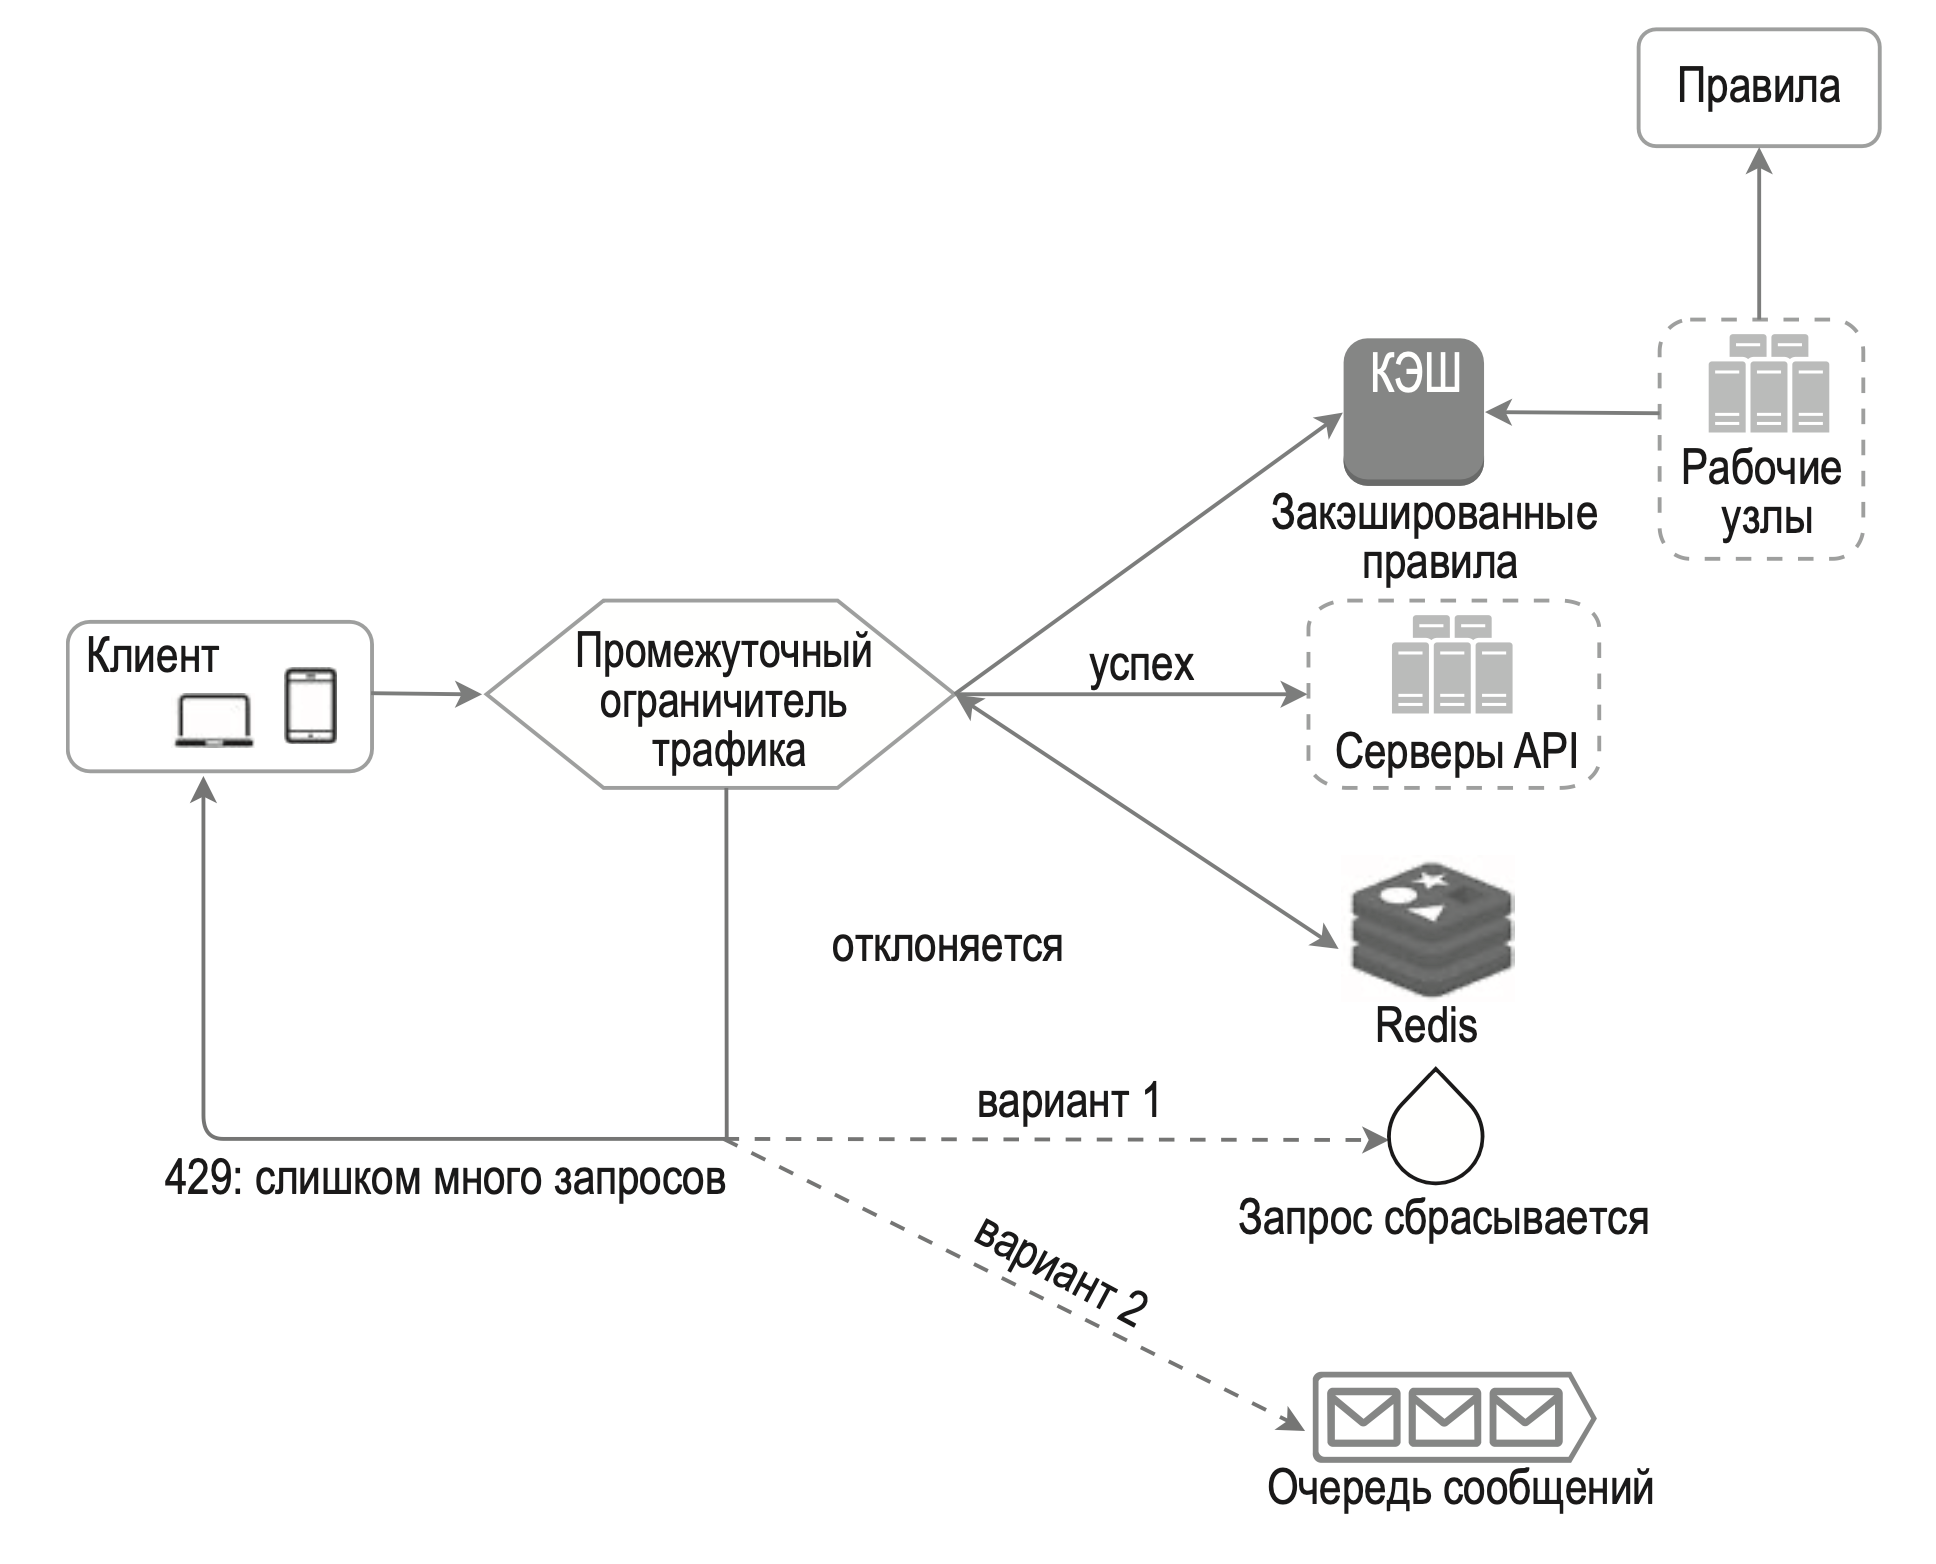 Правила
КЭШ
Рабочие
узлы
Закэшированные
правила
Клиент
Промежуточный
ограничитель
трафика
успех
Серверы API
отклоняется
Redis
вариант 1
429: слишком много запросов
Запрос сбрасывается
вариант 2
Очередь сообщений